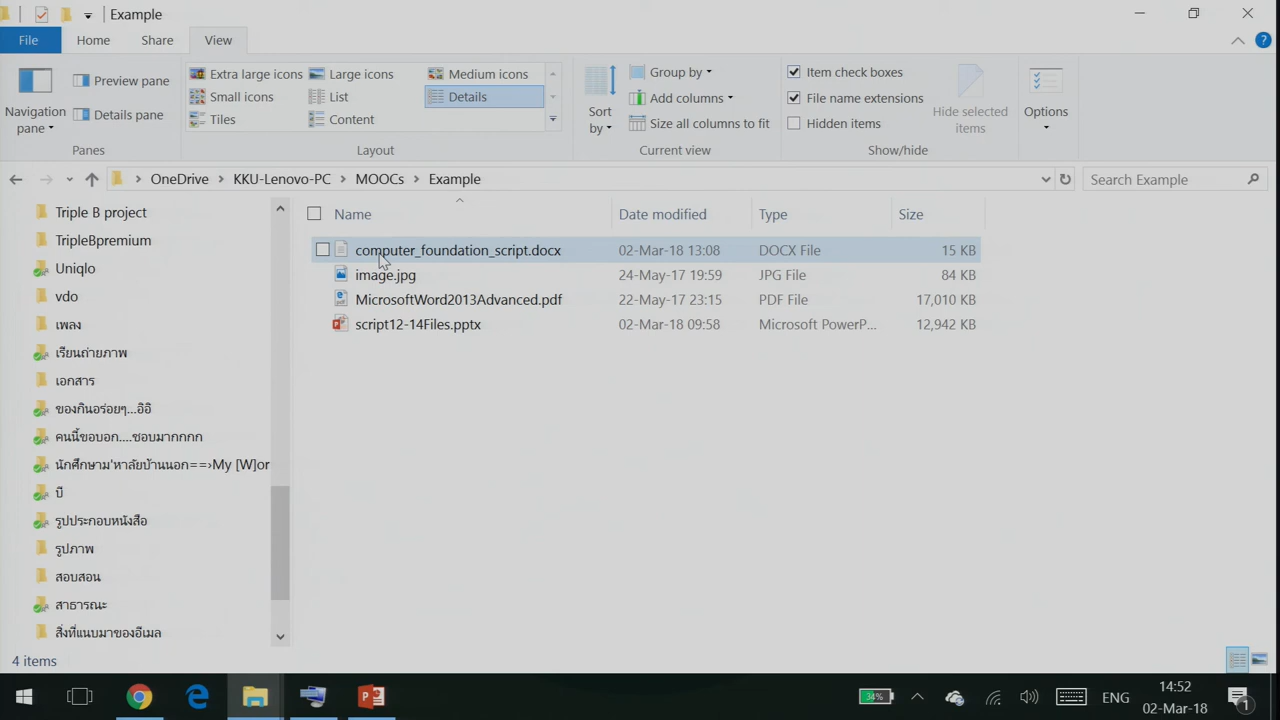 Example
File Home Share View
Preview pane
Details pane
Navigation
pane
Panes
Extra large icons Large icons Medium icons
Small icons List Details
Tiles Content
Layout
Sort
by
Group by
Add columns
Size all columns to fit
Current view
Item check boxes
File name extensions
Hidden items
Hide selected
items
Show/hide
Options
OneDrive KKU-Lenovo-PC MOOCs Example
Search Example
Triple B project
TripleBpremium
Uniqlo
vdo
เพลง
เรียนถ่ายภาพ
เอกสาร
ของกินอร่อยๆ...อิอิ
คนนี้ขอบอก....ชอบมากกกก
นักศึกษาม'หาลัยบ้านนอก==>My [W]or
บี
รูปประกอบหนังสือ
รูปภาพ
สอบสอน
สาธารณะ
สิ่งที่แนบมาของอีเมล
Name Date modified Type Size
computer_foundation_script.docx 02-Mar-18 13:08 DOCX File 15 KB
image.jpg 24-May-17 19:59 JPG File 84 KB
MicrosoftWord2013Advanced.pdf 22-May-17 23:15 PDF File 17,010 KB
script12-14Files.pptx 02-Mar-18 09:58 Microsoft PowerP... 12,942 KB
4 items
34%
ENG
14:52
02-Mar-18
1